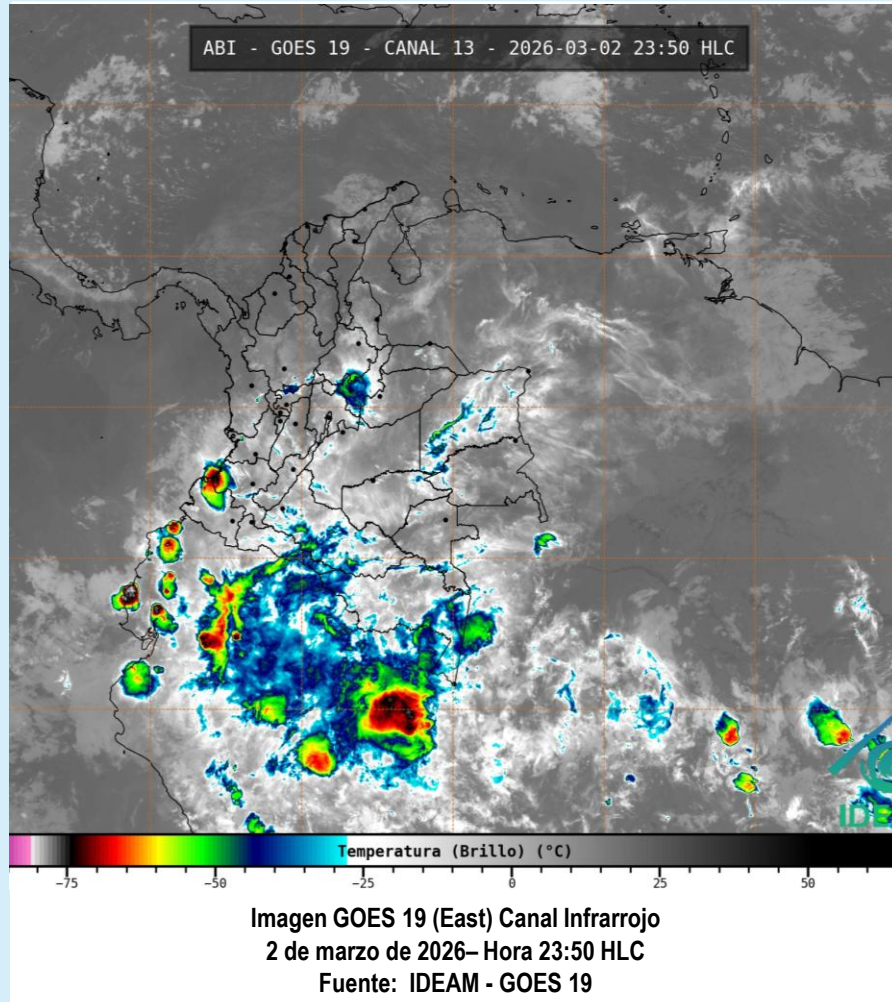 ABI - GOES 19 - CANAL 13 - 2026-03-02 23:50 HLC
Temperatura (Brillo) (°C)
−75 −50 −25 0 25 50
Imagen GOES 19 (East) Canal Infrarrojo
2 de marzo de 2026– Hora 23:50 HLC
Fuente: IDEAM - GOES 19